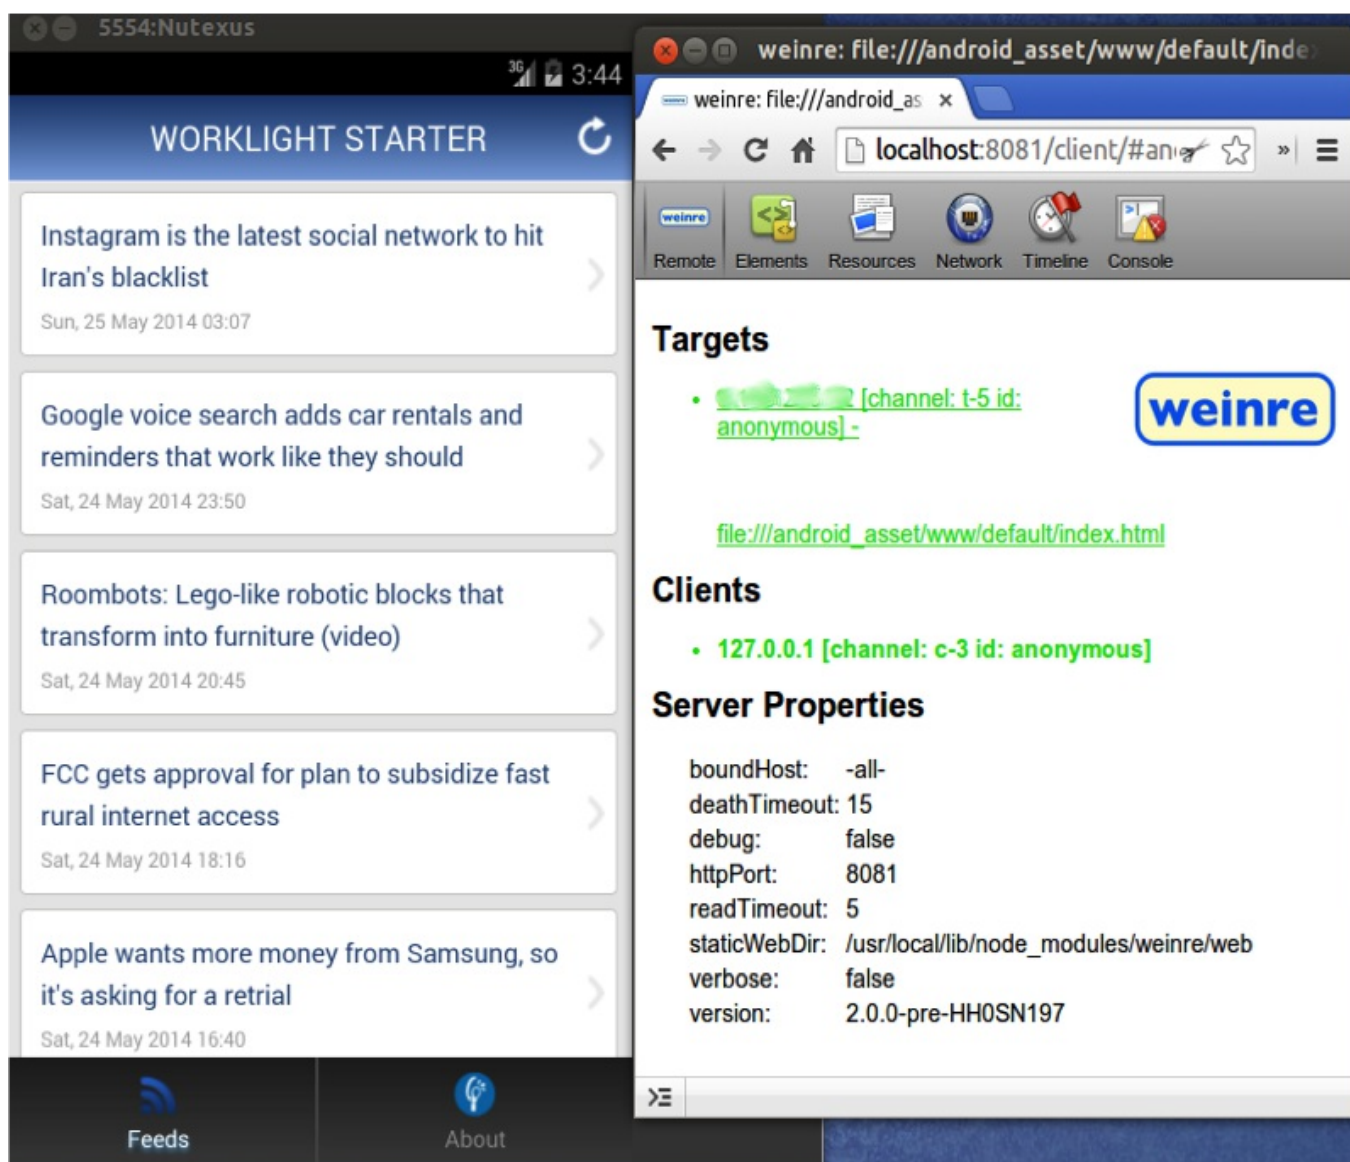 5554:Nutexus
3G 3:44
WORKLIGHT STARTER
Instagram is the latest social network to hit
Iran's blacklist
Sun, 25 May 2014 03:07
Google voice search adds car rentals and
reminders that work like they should
Sat, 24 May 2014 23:50
Roombots: Lego-like robotic blocks that
transform into furniture (video)
Sat, 24 May 2014 20:45
FCC gets approval for plan to subsidize fast
rural internet access
Sat, 24 May 2014 18:16
Apple wants more money from Samsung, so
it's asking for a retrial
Sat, 24 May 2014 16:40
Feeds
About
weinre: file:///android_asset/www/default/inde
weinre: file:///android_as
localhost:8081/client/#an
weinre
Remote Elements Resources Network Timeline Console
Targets
[channel: t-5 id:
anonymous] -
weinre
file:///android_asset/www/default/index.html
Clients
127.0.0.1 [channel: c-3 id: anonymous]
Server Properties
boundHost: -all-
deathTimeout: 15
debug: false
httpPort: 8081
readTimeout: 5
staticWebDir: /usr/local/lib/node_modules/weinre/web
verbose: false
version: 2.0.0-pre-HH0SN197